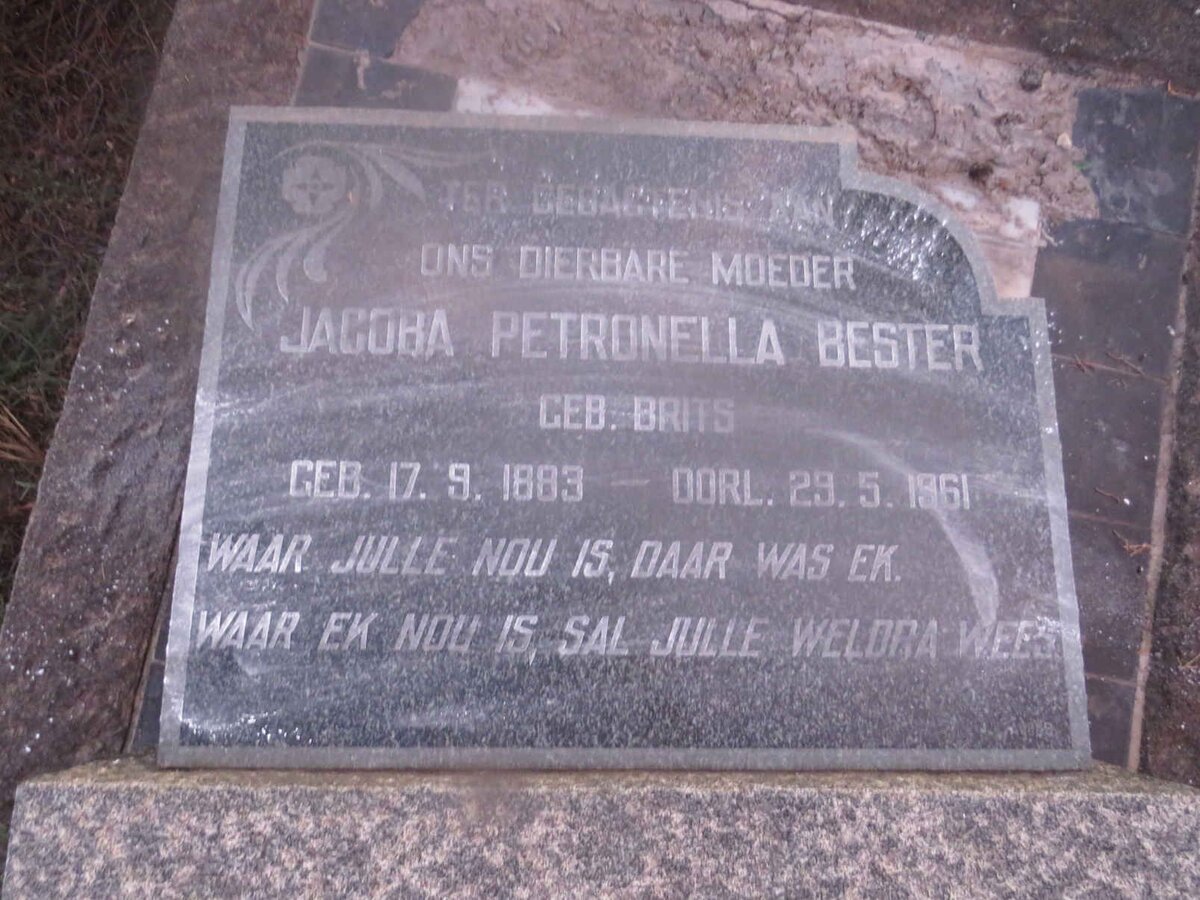 TER GEDAGTENIS VAN
ONS DIERBARE MOEDER
JACOBA PETRONELLA BESTER
GEB. BRITS
GEB. 17. 9. 1883 — OORL. 29. 5. 1961
WAAR JULLE NOU IS, DAAR WAS EK.
WAAR EK NOU IS, SAL JULLE WELDRA WEES.